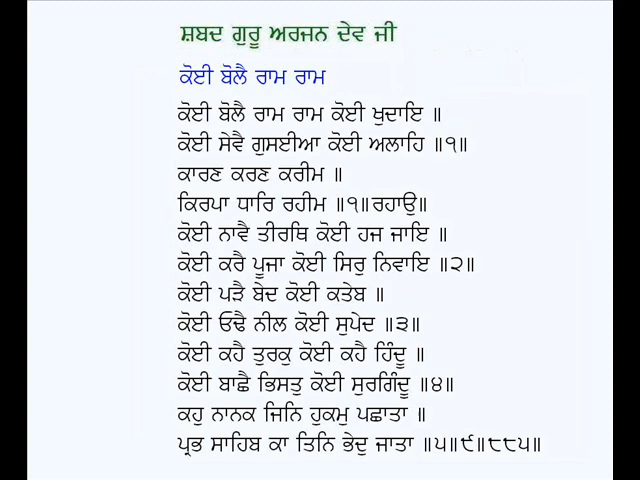 ਸ਼ਬਦ ਗੁਰੂ ਅਰਜਨ ਦੇਵ ਜੀ
ਕੋਈ ਬੋਲੈ ਰਾਮ ਰਾਮ
ਕੋਈ ਬੋਲੈ ਰਾਮ ਰਾਮ ਕੋਈ ਖੁਦਾਇ ॥
ਕੋਈ ਸੇਵੈ ਗੁਸਈਆ ਕੋਈ ਅਲਾਹਿ ॥੧॥
ਕਾਰਣ ਕਰਣ ਕਰੀਮ ॥
ਕਿਰਪਾ ਧਾਰਿ ਰਹੀਮ ॥੧॥ਰਹਾਉ॥
ਕੋਈ ਨਾਵੈ ਤੀਰਥਿ ਕੋਈ ਹਜ ਜਾਇ ॥
ਕੋਈ ਕਰੈ ਪੂਜਾ ਕੋਈ ਸਿਰੁ ਨਿਵਾਇ ॥੨॥
ਕੋਈ ਪੜੈ ਬੇਦ ਕੋਈ ਕਤੇਬ ॥
ਕੋਈ ਓਢੈ ਨੀਲ ਕੋਈ ਸੁਪੇਦ ॥੩॥
ਕੋਈ ਕਹੈ ਤੁਰਕੁ ਕੋਈ ਕਹੈ ਹਿੰਦੂ ॥
ਕੋਈ ਬਾਛੈ ਭਿਸਤੁ ਕੋਈ ਸੁਰਗਿੰਦੂ ॥੪॥
ਕਹੁ ਨਾਨਕ ਜਿਨਿ ਹੁਕਮੁ ਪਛਾਤਾ ॥
ਪ੍ਰਭ ਸਾਹਿਬ ਕਾ ਤਿਨਿ ਭੇਦੁ ਜਾਤਾ ॥੫॥੯॥੮੮੫॥